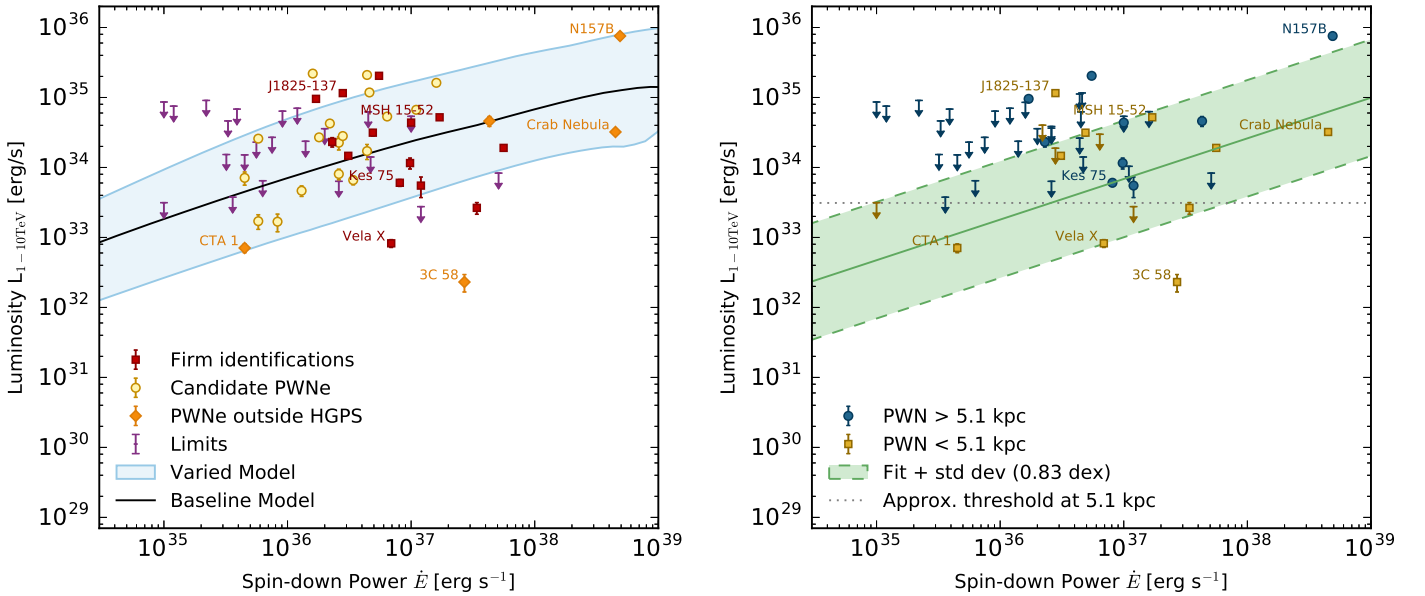 10^36
10^35
10^34
10^33
10^32
10^31
10^30
10^29
Luminosity L_{1−10TeV} [erg/s]
N157B
J1825-137
MSH 15-52
Crab Nebula
Kes 75
CTA 1
Vela X
3C 58
Firm identifications
Candidate PWNe
PWNe outside HGPS
Limits
Varied Model
Baseline Model
10^35
10^36
10^37
10^38
10^39
Spin-down Power Ė [erg s^−1]
10^36
10^35
10^34
10^33
10^32
10^31
10^30
10^29
Luminosity L_{1−10TeV} [erg/s]
N157B
J1825-137
MSH 15-52
Crab Nebula
Kes 75
CTA 1
Vela X
3C 58
PWN > 5.1 kpc
PWN < 5.1 kpc
Fit + std dev (0.83 dex)
Approx. threshold at 5.1 kpc
10^35
10^36
10^37
10^38
10^39
Spin-down Power Ė [erg s^−1]